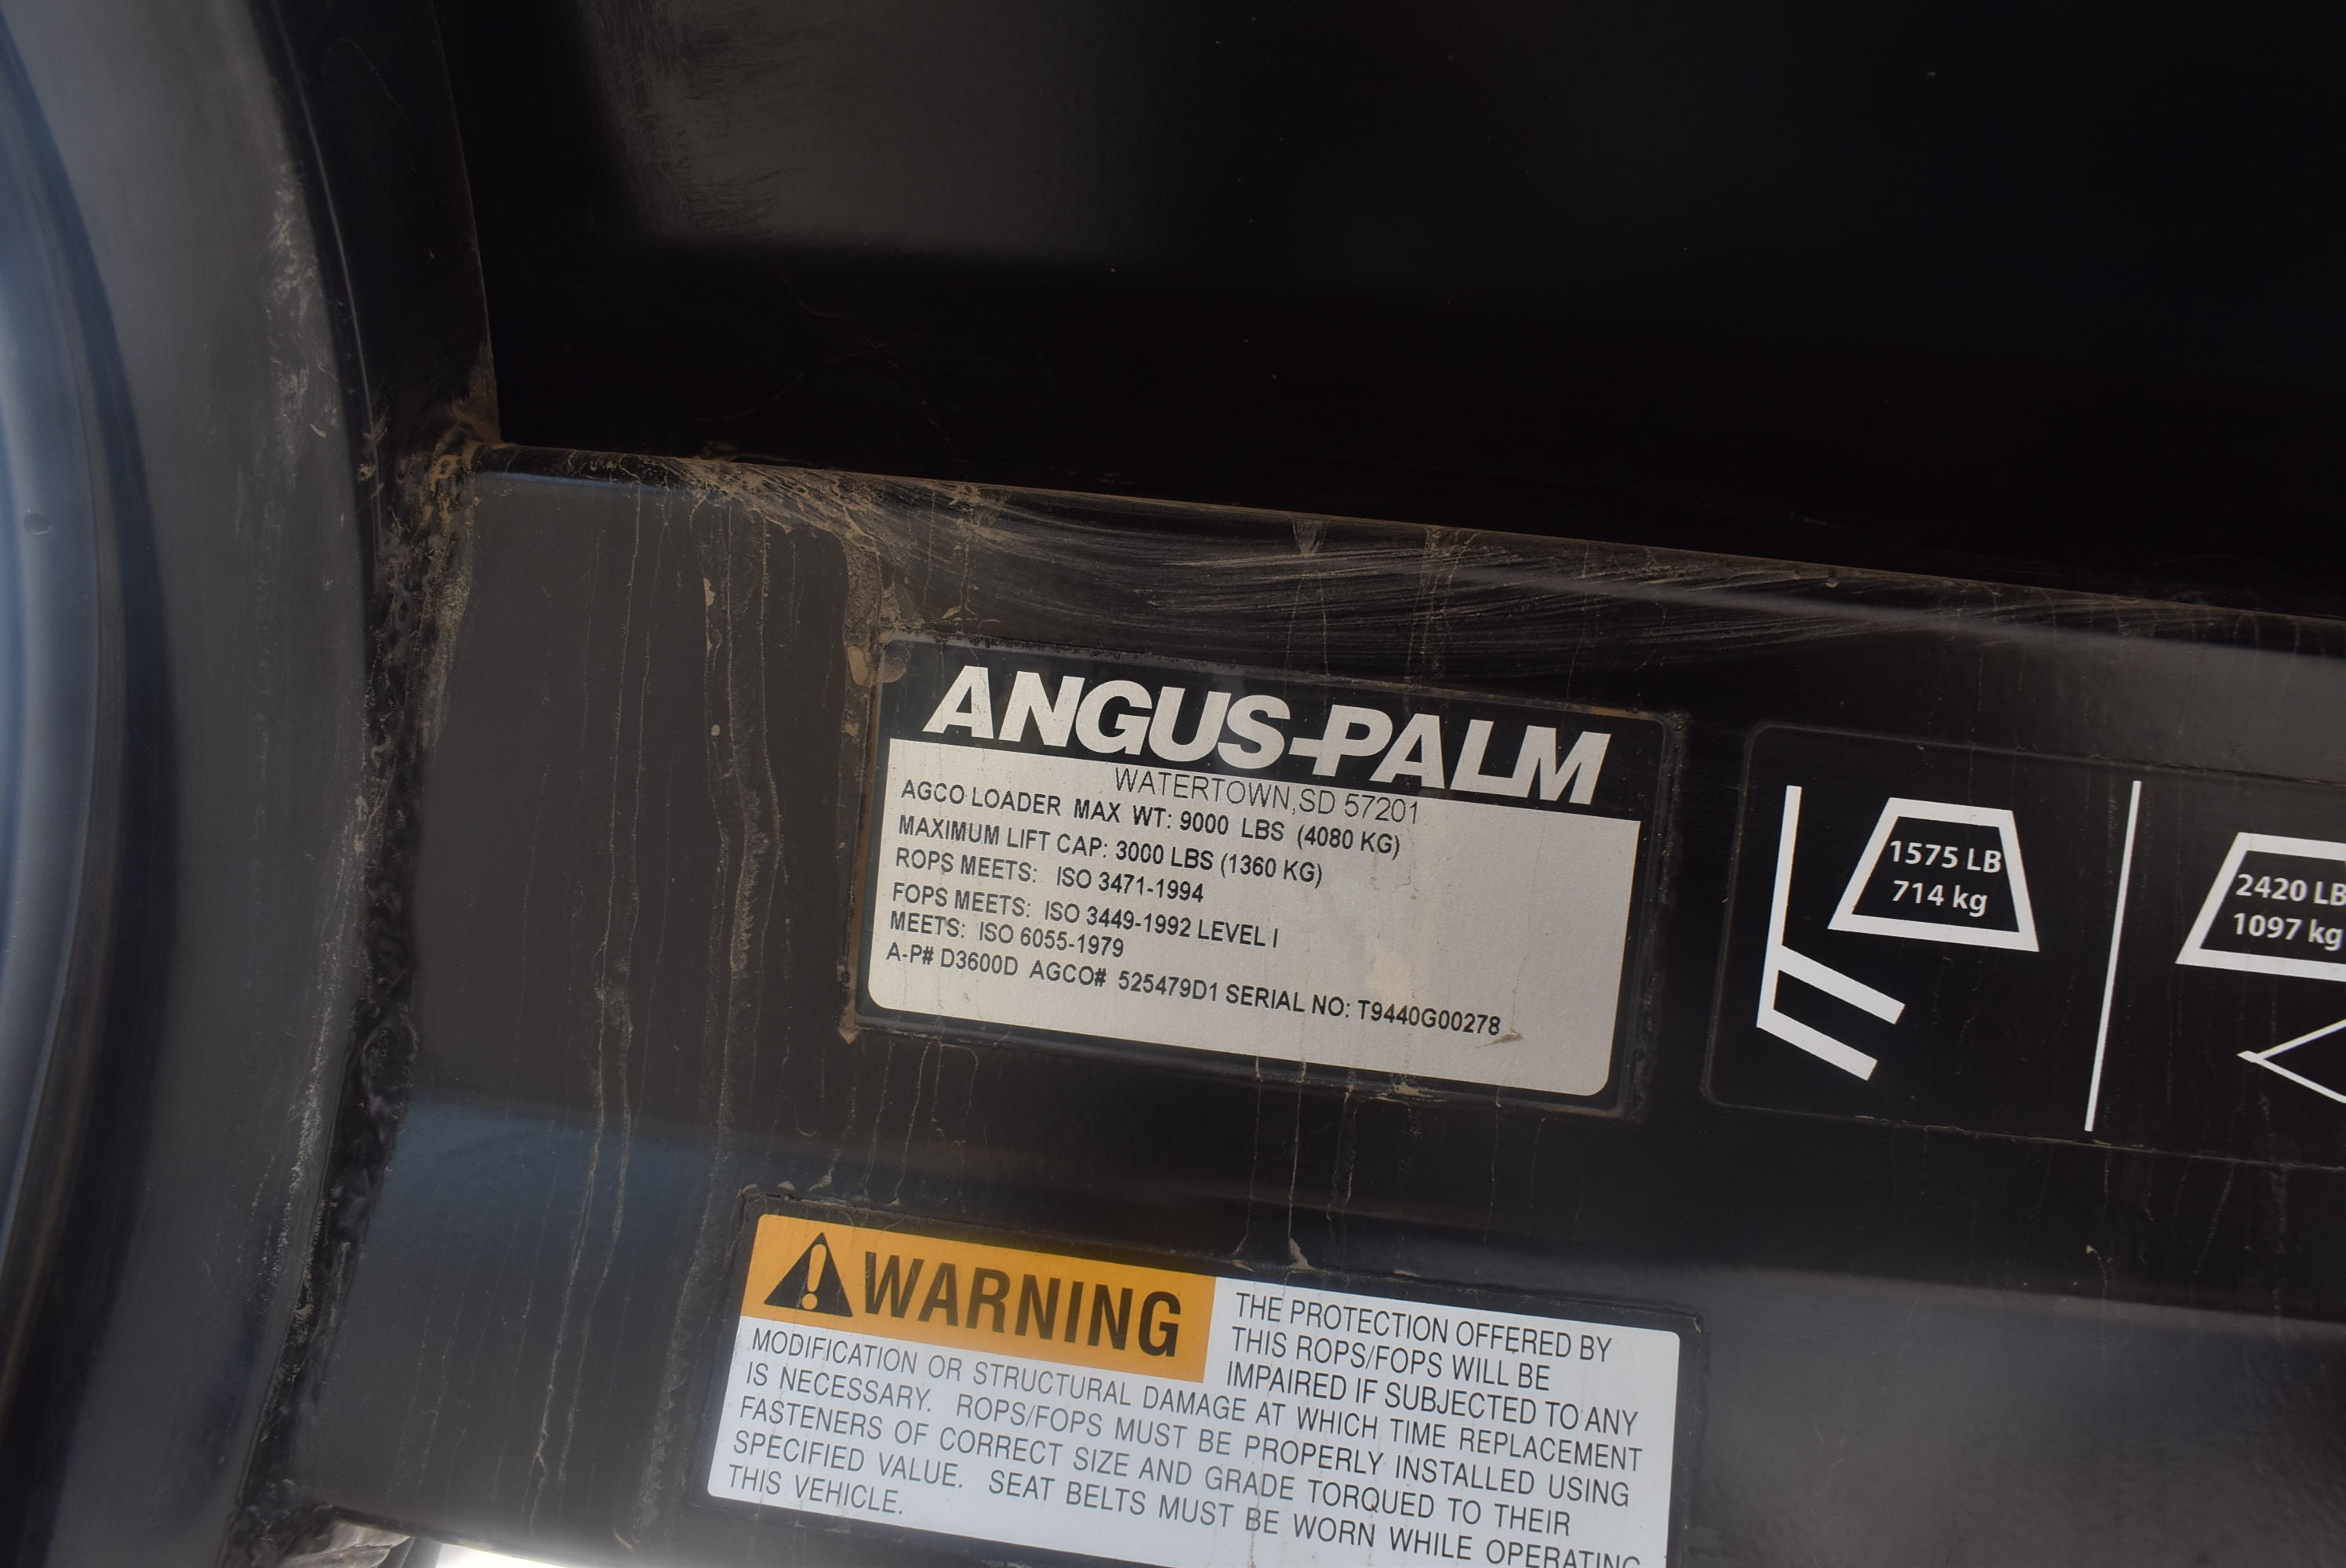 ANGUS-PALM
WATERTOWN,SD 57201
AGCO LOADER MAX WT: 9000 LBS (4080 KG)
MAXIMUM LIFT CAP: 3000 LBS (1360 KG)
ROPS MEETS: ISO 3471-1994
FOPS MEETS: ISO 3449-1992 LEVEL I
MEETS: ISO 6055-1979
A-P# D3600D AGCO# 525479D1 SERIAL NO: T9440G00278
1575 LB
714 kg
2420 LB
1097 kg
WARNING
THE PROTECTION OFFERED BY
THIS ROPS/FOPS WILL BE
IMPAIRED IF SUBJECTED TO ANY
MODIFICATION OR STRUCTURAL DAMAGE AT WHICH TIME REPLACEMENT
IS NECESSARY. ROPS/FOPS MUST BE PROPERLY INSTALLED USING
FASTENERS OF CORRECT SIZE AND GRADE TORQUED TO THEIR
SPECIFIED VALUE. SEAT BELTS MUST BE WORN WHILE OPERATING
THIS VEHICLE.